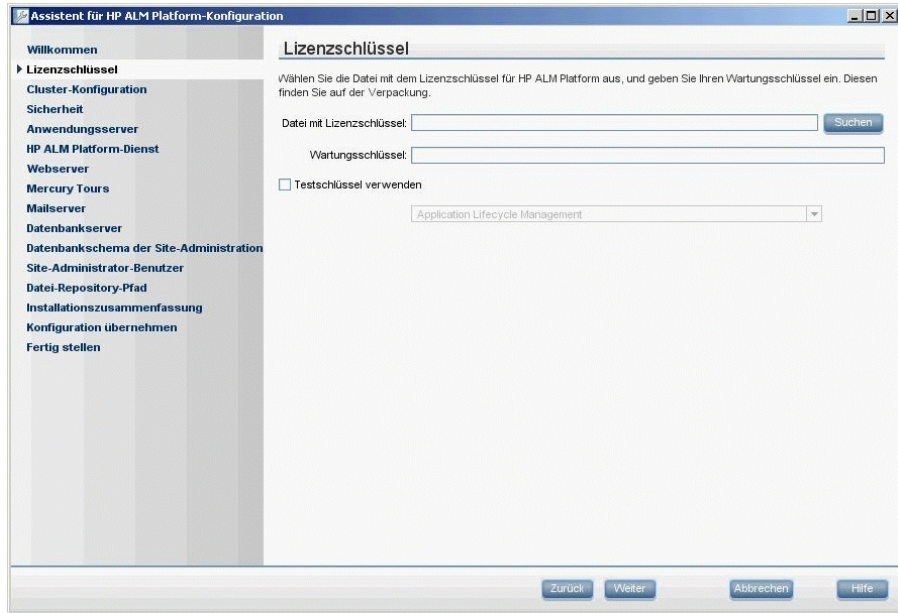 Assistent für HP ALM Platform-Konfiguration
Willkommen
Lizenzschlüssel
Cluster-Konfiguration
Sicherheit
Anwendungsserver
HP ALM Platform-Dienst
Webserver
Mercury Tours
Mailserver
Datenbankserver
Datenbankschema der Site-Administration
Site-Administrator-Benutzer
Datei-Repository-Pfad
Installationszusammenfassung
Konfiguration übernehmen
Fertig stellen
Lizenzschlüssel
Wählen Sie die Datei mit dem Lizenzschlüssel für HP ALM Platform aus, und geben Sie Ihren Wartungsschlüssel ein. Diesen
finden Sie auf der Verpackung.
Datei mit Lizenzschlüssel: Suchen
Wartungsschlüssel:
Testschlüssel verwenden
Application Lifecycle Management
Zurück Weiter Abbrechen Hilfe